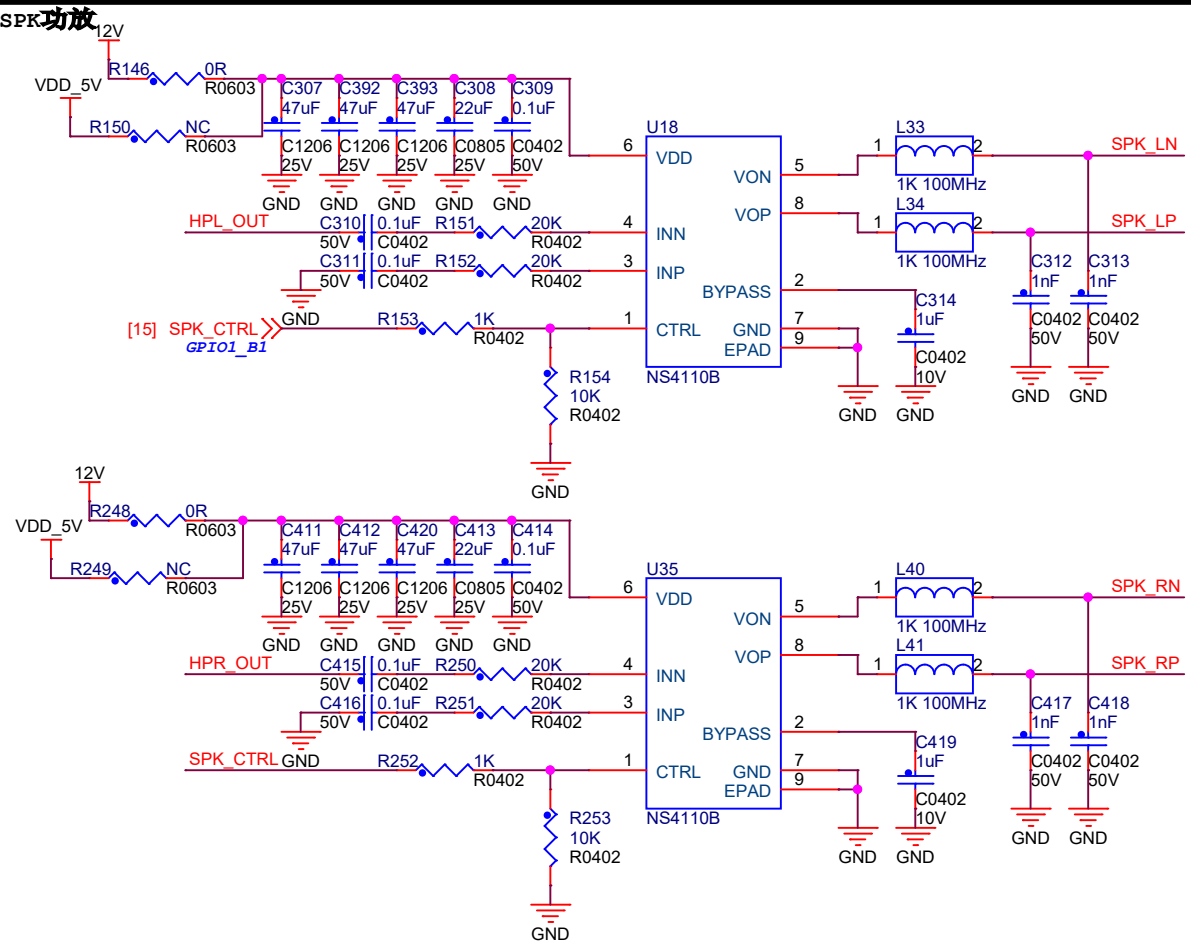 SPK功放
12V
R146 0R
R0603
VDD_5V
R150 NC
R0603
C307 C392 C393 C308 C309
47uF 47uF 47uF 22uF 0.1uF
C1206 C1206 C1206 C0805 C0402
25V 25V 25V 25V 50V
GND GND GND GND GND
HPL_OUT
C310 0.1uF R151 20K
50V C0402 R0402
C311 0.1uF R152 20K
50V C0402 R0402
GND
[15] SPK_CTRL
GPIO1_B1
R153 1K
R0402
R154
10K
R0402
GND
U18
6 VDD
VON 5
VOP 8
4 INN
3 INP
BYPASS 2
1 CTRL
GND 7
EPAD 9
NS4110B
L33
1 2
1K 100MHz
SPK_LN
L34
1 2
1K 100MHz
SPK_LP
C314
1uF
C0402
10V
GND GND
C312 C313
1nF 1nF
C0402 C0402
50V 50V
GND GND
12V
R248 0R
R0603
VDD_5V
R249 NC
R0603
C411 C412 C420 C413 C414
47uF 47uF 47uF 22uF 0.1uF
C1206 C1206 C1206 C0805 C0402
25V 25V 25V 25V 50V
GND GND GND GND GND
HPR_OUT
C415 0.1uF R250 20K
50V C0402 R0402
C416 0.1uF R251 20K
50V C0402 R0402
GND
SPK_CTRL
R252 1K
R0402
R253
10K
R0402
GND
U35
6 VDD
VON 5
VOP 8
4 INN
3 INP
BYPASS 2
1 CTRL
GND 7
EPAD 9
NS4110B
L40
1 2
1K 100MHz
SPK_RN
L41
1 2
1K 100MHz
SPK_RP
C419
1uF
C0402
10V
GND GND
C417 C418
1nF 1nF
C0402 C0402
50V 50V
GND GND